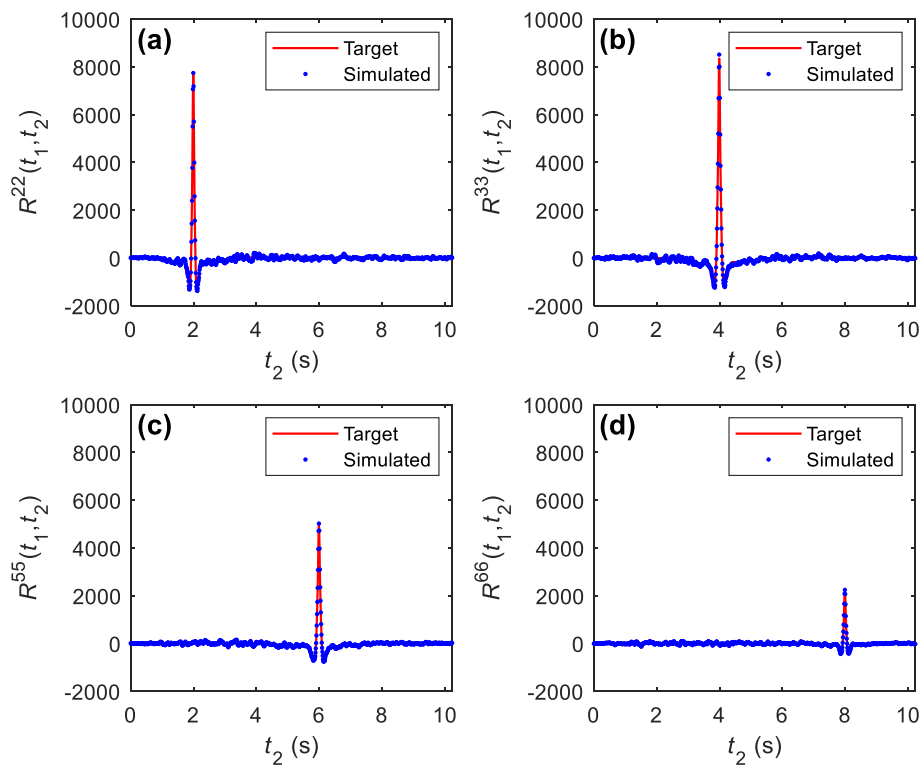 (a)
Target
Simulated
10000
8000
6000
4000
2000
0
-2000
R^22(t_1,t_2)
0 2 4 6 8 10
t_2 (s)
(b)
Target
Simulated
10000
8000
6000
4000
2000
0
-2000
R^33(t_1,t_2)
0 2 4 6 8 10
t_2 (s)
(c)
Target
Simulated
10000
8000
6000
4000
2000
0
-2000
R^55(t_1,t_2)
0 2 4 6 8 10
t_2 (s)
(d)
Target
Simulated
10000
8000
6000
4000
2000
0
-2000
R^66(t_1,t_2)
0 2 4 6 8 10
t_2 (s)